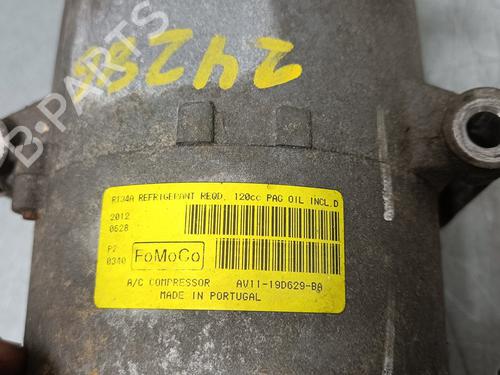 24286
B-PARTS
R134A REFRIGERANT REQD. 120cc PAG OIL INCL.D
2012
0628
P2
0340
FoMoCo
A/C COMPRESSOR AV11-19D629-BA
MADE IN PORTUGAL